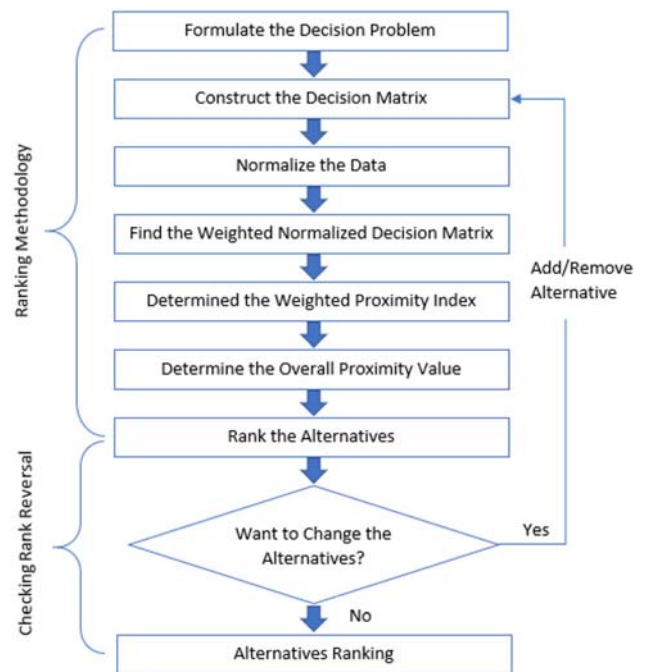 Formulate the Decision Problem
Construct the Decision Matrix
Normalize the Data
Find the Weighted Normalized Decision Matrix
Determined the Weighted Proximity Index
Determine the Overall Proximity Value
Rank the Alternatives
Want to Change the
Alternatives?
Yes
No
Alternatives Ranking
Add/Remove
Alternative
Ranking Methodology
Checking Rank Reversal